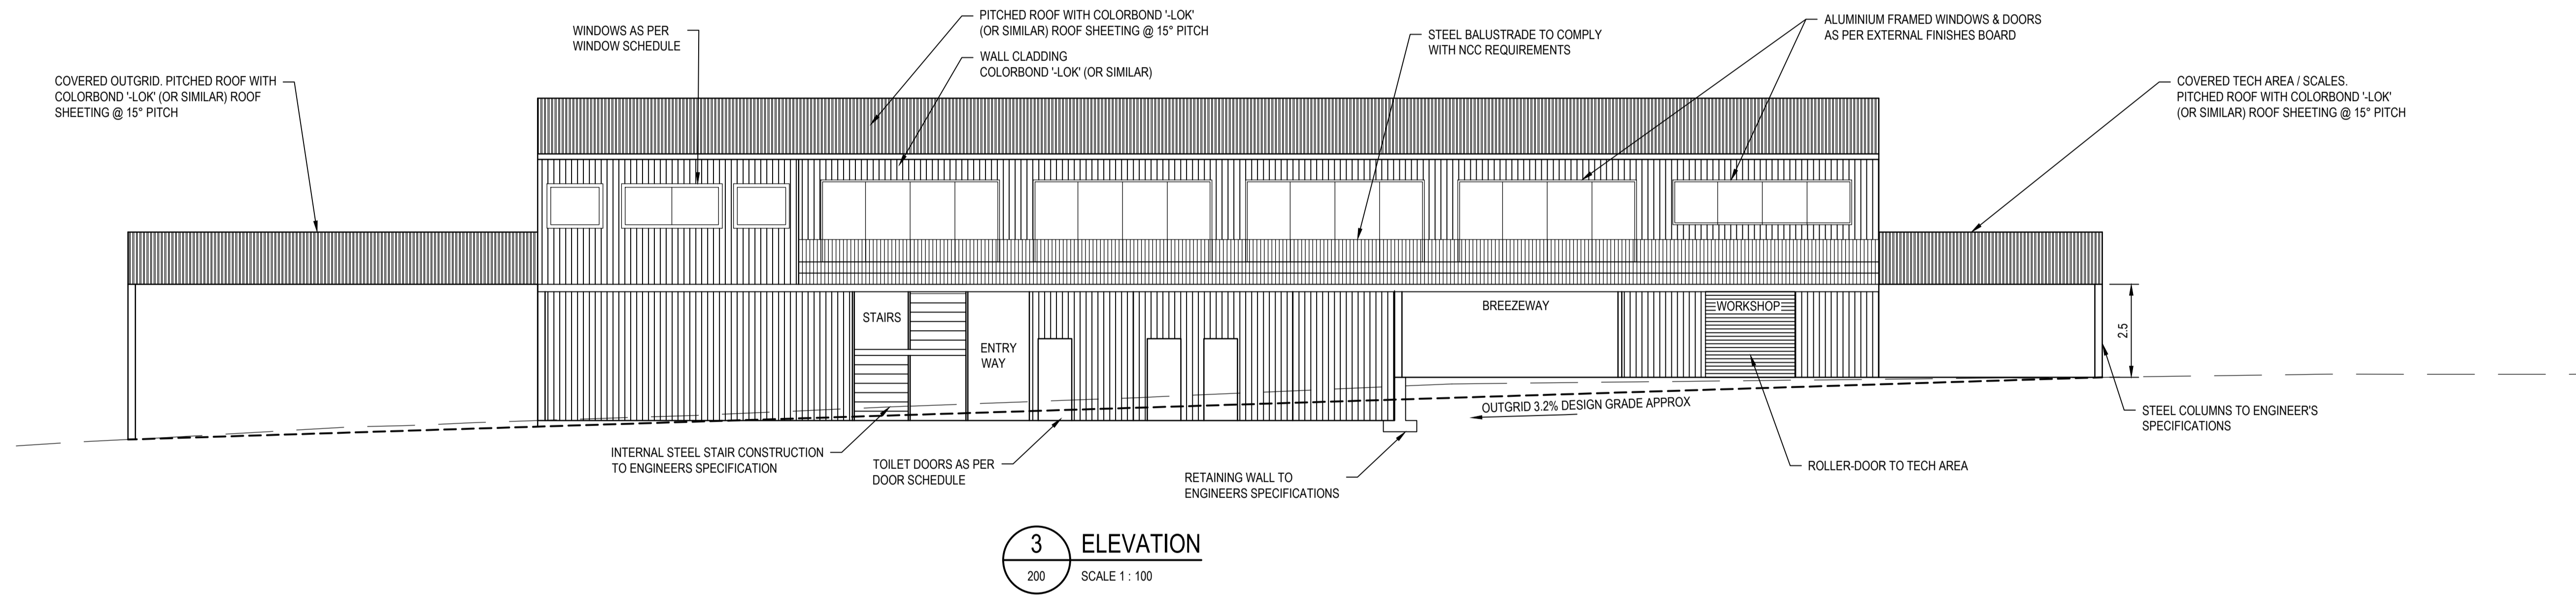 COVERED OUTGRID. PITCHED ROOF WITH
COLORBOND '-LOK' (OR SIMILAR) ROOF
SHEETING @ 15° PITCH
WINDOWS AS PER
WINDOW SCHEDULE
PITCHED ROOF WITH COLORBOND '-LOK'
(OR SIMILAR) ROOF SHEETING @ 15° PITCH
WALL CLADDING
COLORBOND '-LOK' (OR SIMILAR)
STEEL BALUSTRADE TO COMPLY
WITH NCC REQUIREMENTS
ALUMINIUM FRAMED WINDOWS & DOORS
AS PER EXTERNAL FINISHES BOARD
COVERED TECH AREA / SCALES.
PITCHED ROOF WITH COLORBOND '-LOK'
(OR SIMILAR) ROOF SHEETING @ 15° PITCH
STAIRS
ENTRY
WAY
BREEZEWAY
WORKSHOP
2.5
OUTGRID 3.2% DESIGN GRADE APPROX
INTERNAL STEEL STAIR CONSTRUCTION
TO ENGINEERS SPECIFICATION
TOILET DOORS AS PER
DOOR SCHEDULE
RETAINING WALL TO
ENGINEERS SPECIFICATIONS
ROLLER-DOOR TO TECH AREA
STEEL COLUMNS TO ENGINEER'S
SPECIFICATIONS
3
200
ELEVATION
SCALE 1 : 100